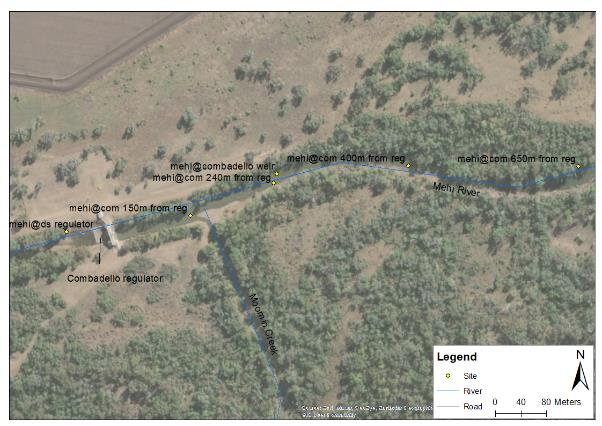 mehi@combadello weir
mehi@com 400m from reg
mehi@com 650m from reg
mehi@com 240m from reg
Mehi River
mehi@com 150m from reg
mehi@ds regulator
Combadello regulator
Moomin Creek
Legend
Site
River
Road
N
0 40 80 Meters